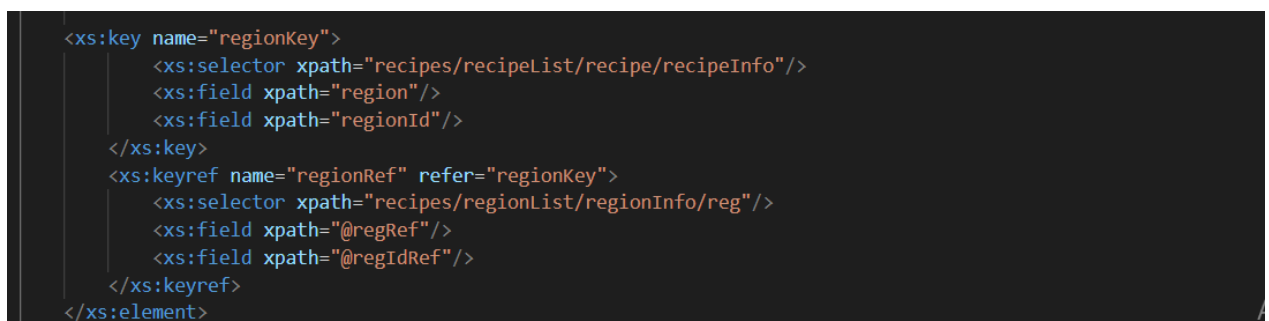 <xs:key name="regionKey">
<xs:selector xpath="recipes/recipeList/recipe/recipeInfo"/>
<xs:field xpath="region"/>
<xs:field xpath="regionId"/>
</xs:key>
<xs:keyref name="regionRef" refer="regionKey">
<xs:selector xpath="recipes/regionList/regionInfo/reg"/>
<xs:field xpath="@regRef"/>
<xs:field xpath="@regIdRef"/>
</xs:keyref>
</xs:element>